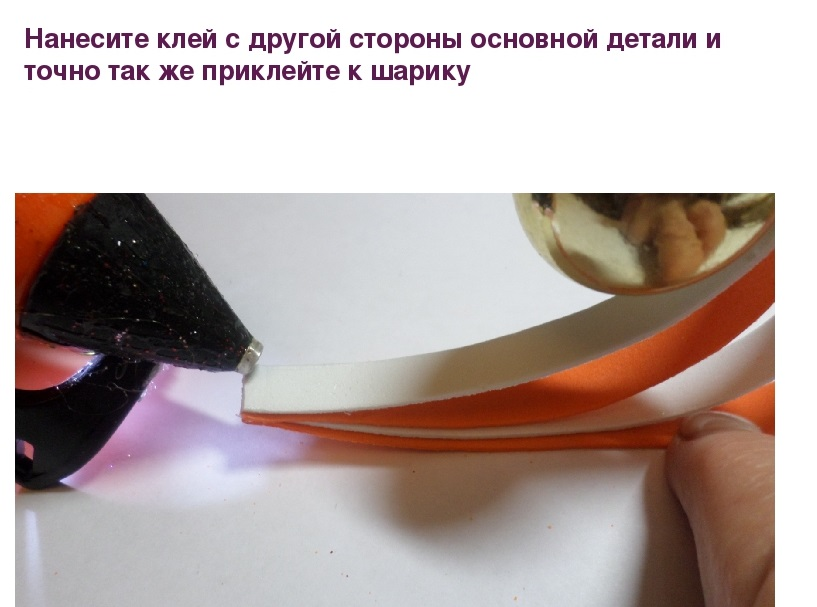 Нанесите клей с другой стороны основной детали и
точно так же приклейте к шарику